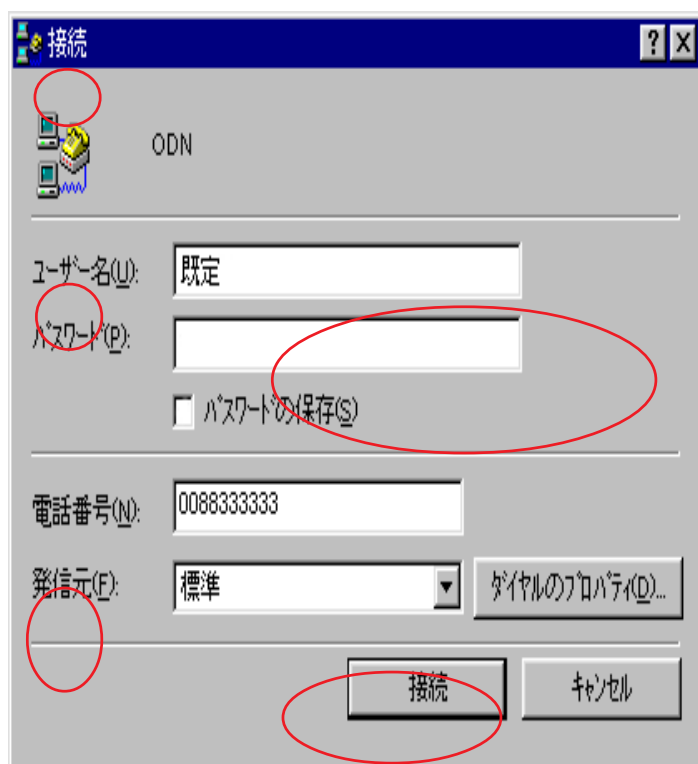 接続
ODN
ﾕｰｻﾞｰ名(U): 既定
ﾊﾟｽﾜｰﾄﾞ(P):
ﾊﾟｽﾜｰﾄﾞの保存(S)
電話番号(N): 0088333333
発信元(F): 標準 ﾀﾞｲﾔﾙのﾌﾟﾛﾊﾟﾃｨ(D)...
接続 ｷｬﾝｾﾙ